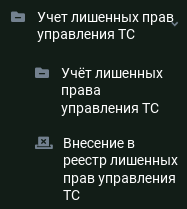 Учет лишенных прав
управления ТС
Учёт лишенных
права
управления ТС
Внесение в
реестр лишенных
прав управления
ТС